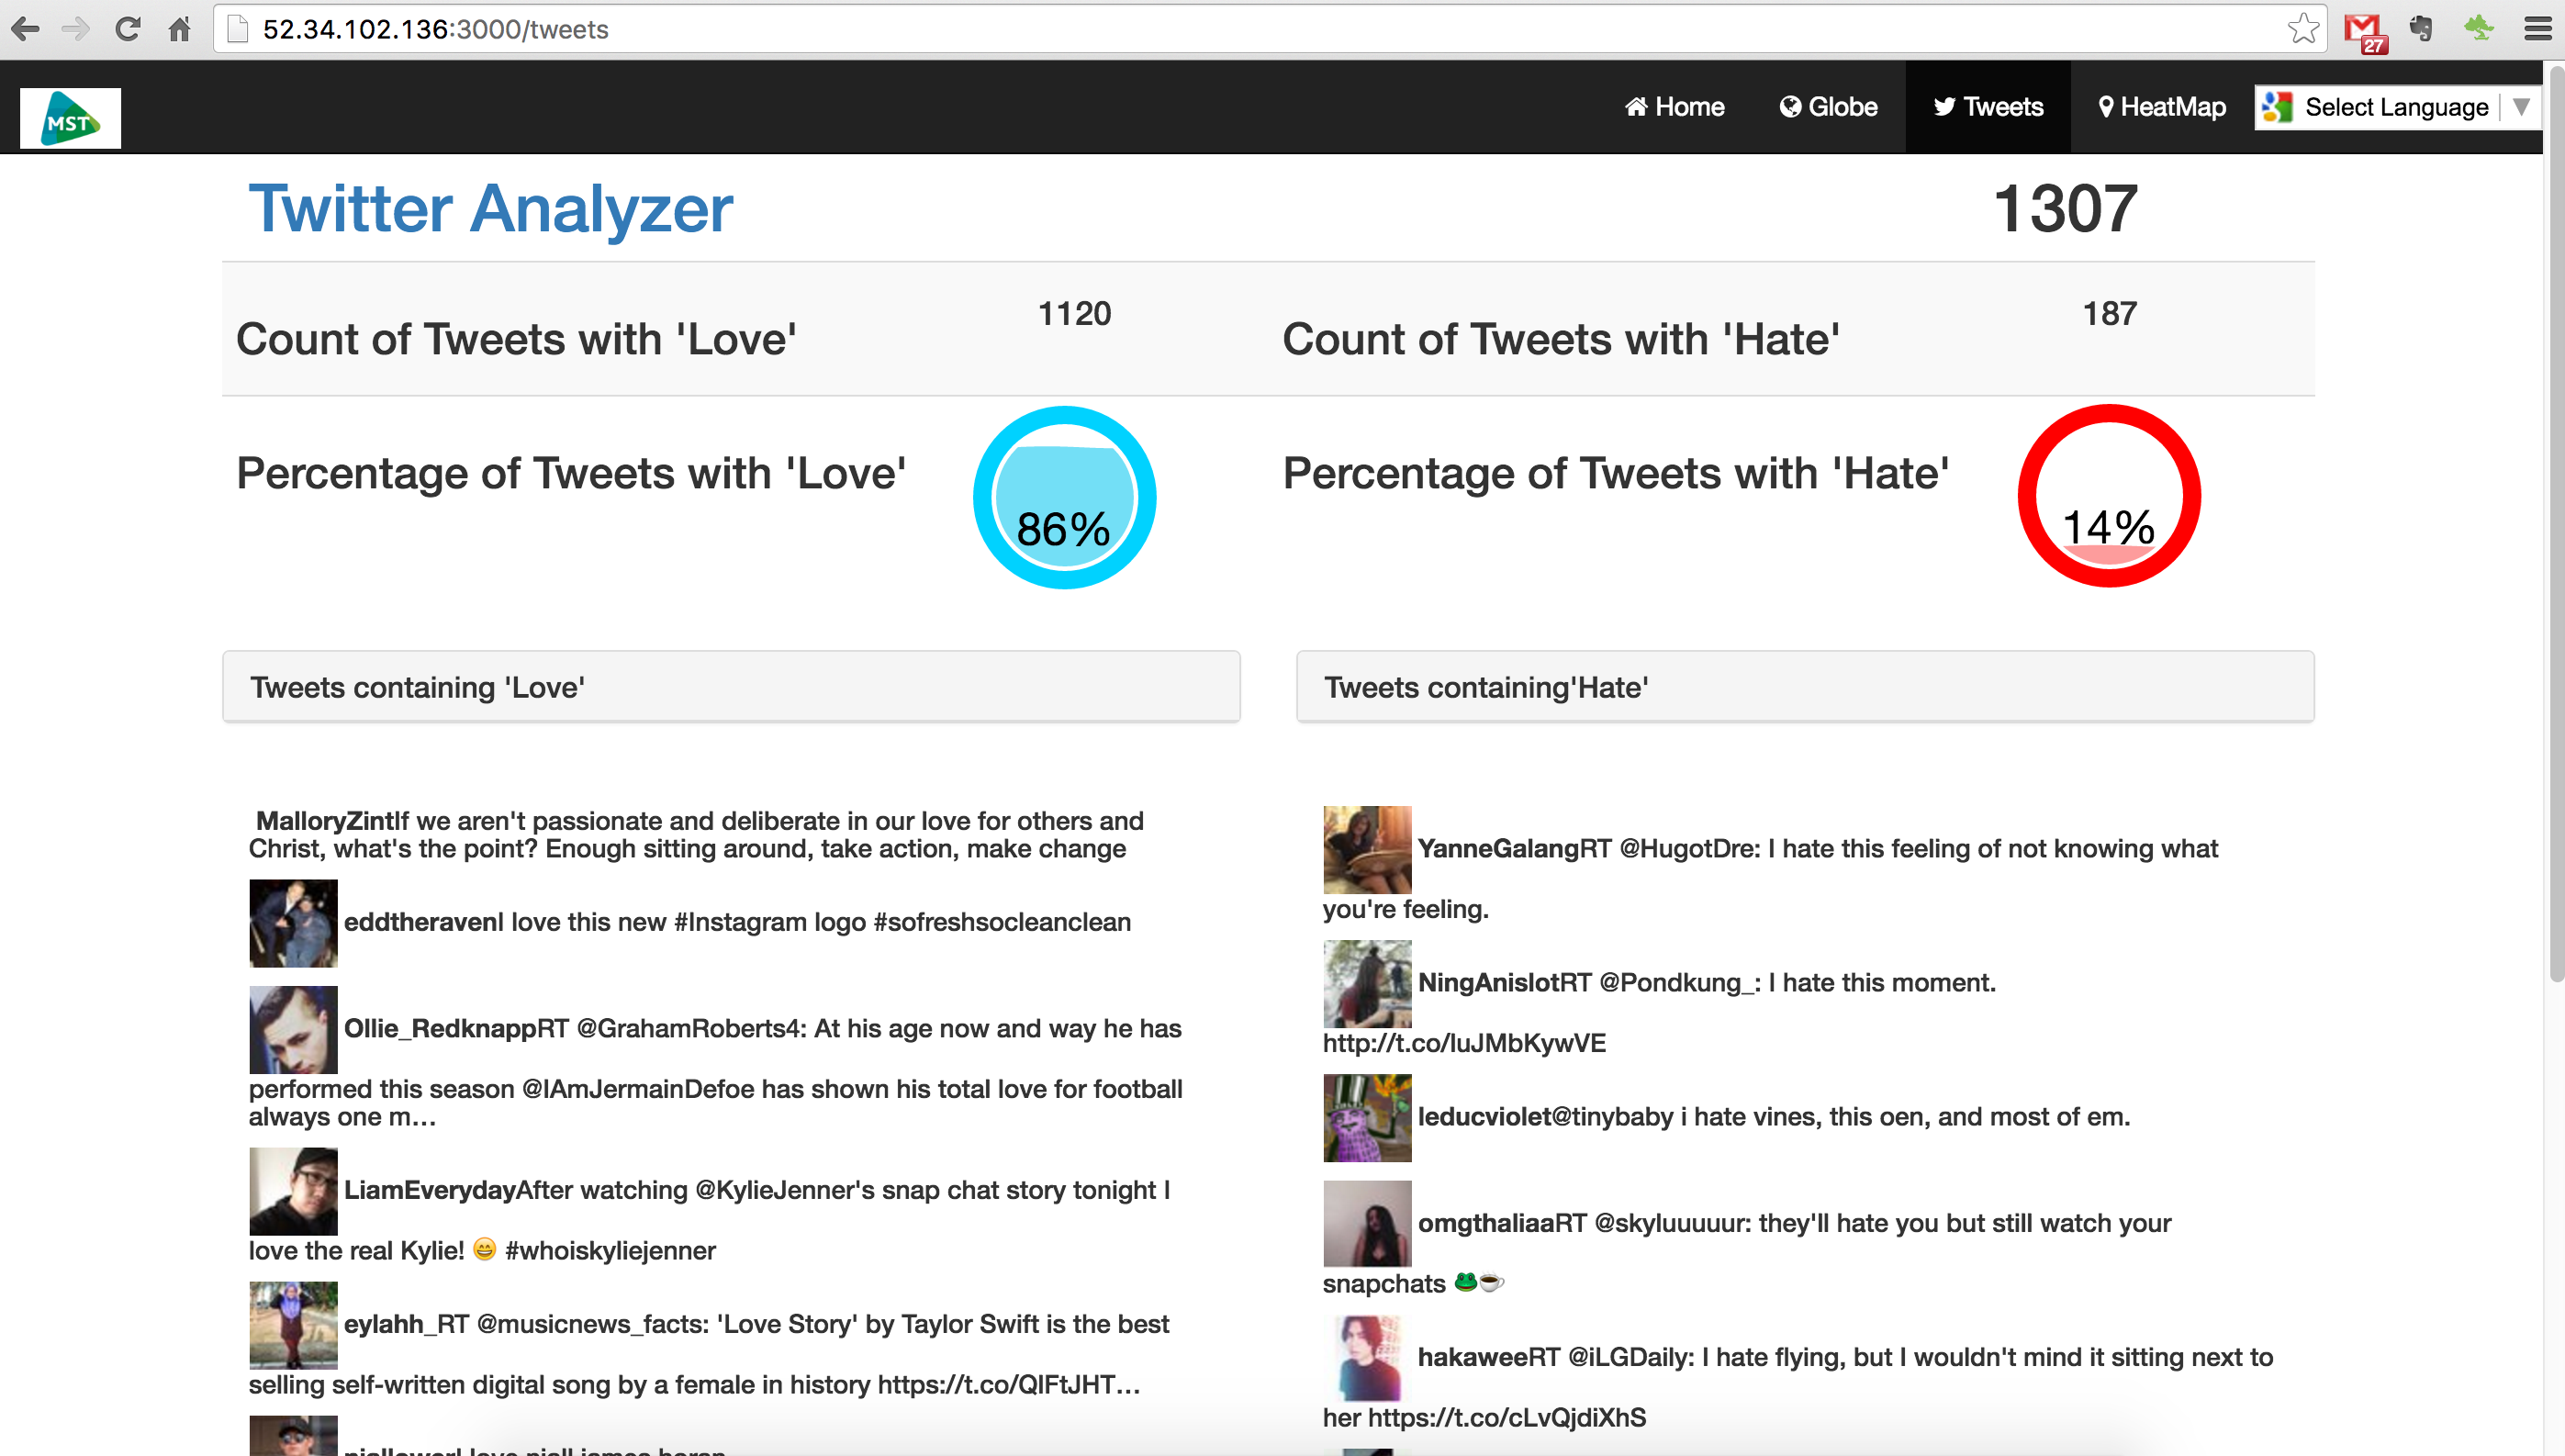 52.34.102.136:3000/tweets
27
MST
Home
Globe
Tweets
HeatMap
Select Language
Twitter Analyzer
1307
Count of Tweets with 'Love'
1120
Count of Tweets with 'Hate'
187
Percentage of Tweets with 'Love'
86%
Percentage of Tweets with 'Hate'
14%
Tweets containing 'Love'
MalloryZintIf we aren't passionate and deliberate in our love for others and
Christ, what's the point? Enough sitting around, take action, make change
eddtheravenI love this new #Instagram logo #sofreshsocleanclean
Ollie_RedknappRT @GrahamRoberts4: At his age now and way he has
performed this season @IAmJermainDefoe has shown his total love for football
always one m…
LiamEverydayAfter watching @KylieJenner's snap chat story tonight I
love the real Kylie! 😄 #whoiskyliejenner
eylahh_RT @musicnews_facts: 'Love Story' by Taylor Swift is the best
selling self-written digital song by a female in history https://t.co/QIFtJHT…
Tweets containing'Hate'
YanneGalangRT @HugotDre: I hate this feeling of not knowing what
you're feeling.
NingAnislotRT @Pondkung_: I hate this moment.
http://t.co/luJMbKywVE
leducviolet@tinybaby i hate vines, this oen, and most of em.
omgthaliaaRT @skyluuuuur: they'll hate you but still watch your
snapchats 🐸☕
hakaweeRT @iLGDaily: I hate flying, but I wouldn't mind it sitting next to
her https://t.co/cLvQjdiXhS